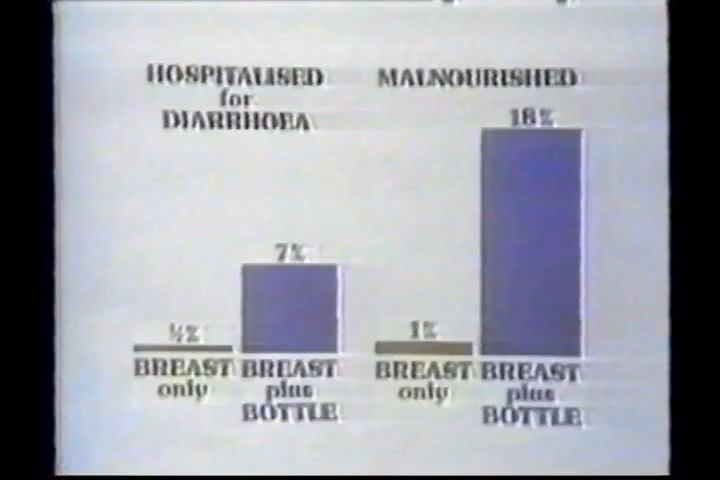 HOSPITALISED
for
DIARRHOEA
MALNOURISHED
18%
7%
½%
1%
BREAST only
BREAST plus BOTTLE
BREAST only
BREAST plus BOTTLE